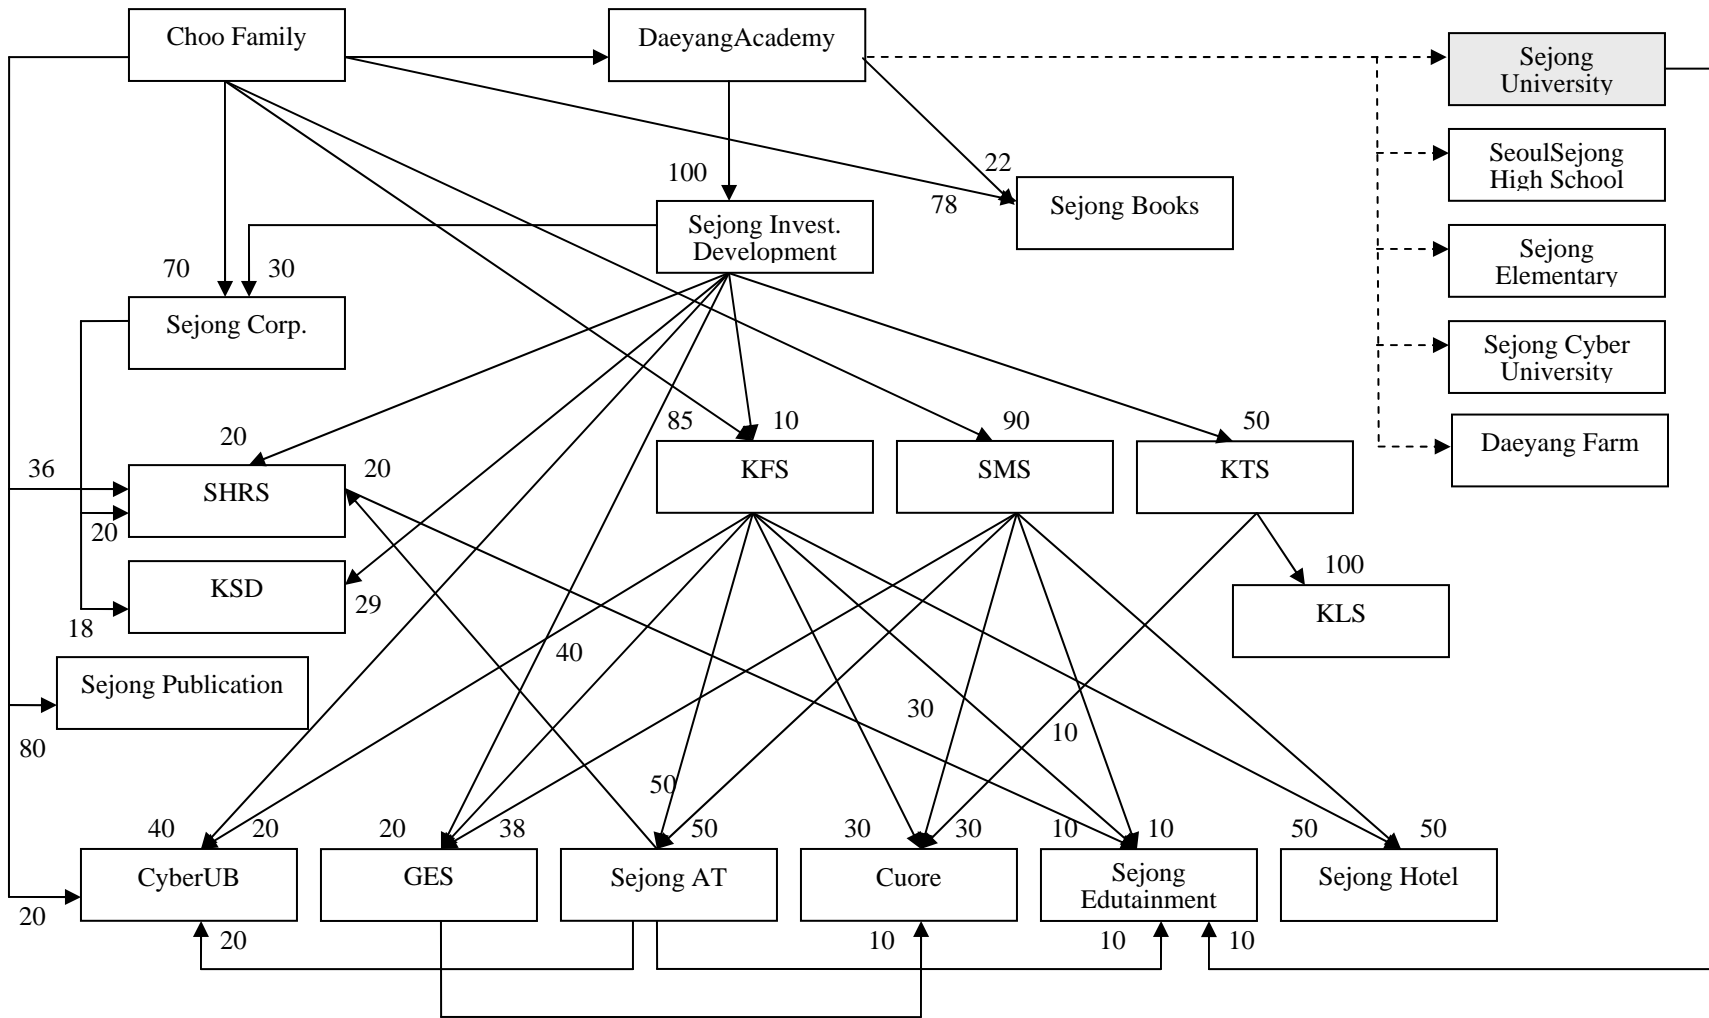 Choo Family
DaeyangAcademy
Sejong
University
SeoulSejong
High School
22
100
78
Sejong Books
Sejong Invest.
Development
Sejong
Elementary
70
30
Sejong Corp.
Sejong Cyber
University
85
10
90
50
20
20
Daeyang Farm
36
SHRS
KFS
SMS
KTS
20
100
KSD
29
18
KLS
40
Sejong Publication
30
10
80
50
40
20
20
38
50
30
30
10
10
50
50
CyberUB
GES
Sejong AT
Cuore
Sejong
Edutainment
Sejong Hotel
20
20
10
10
10